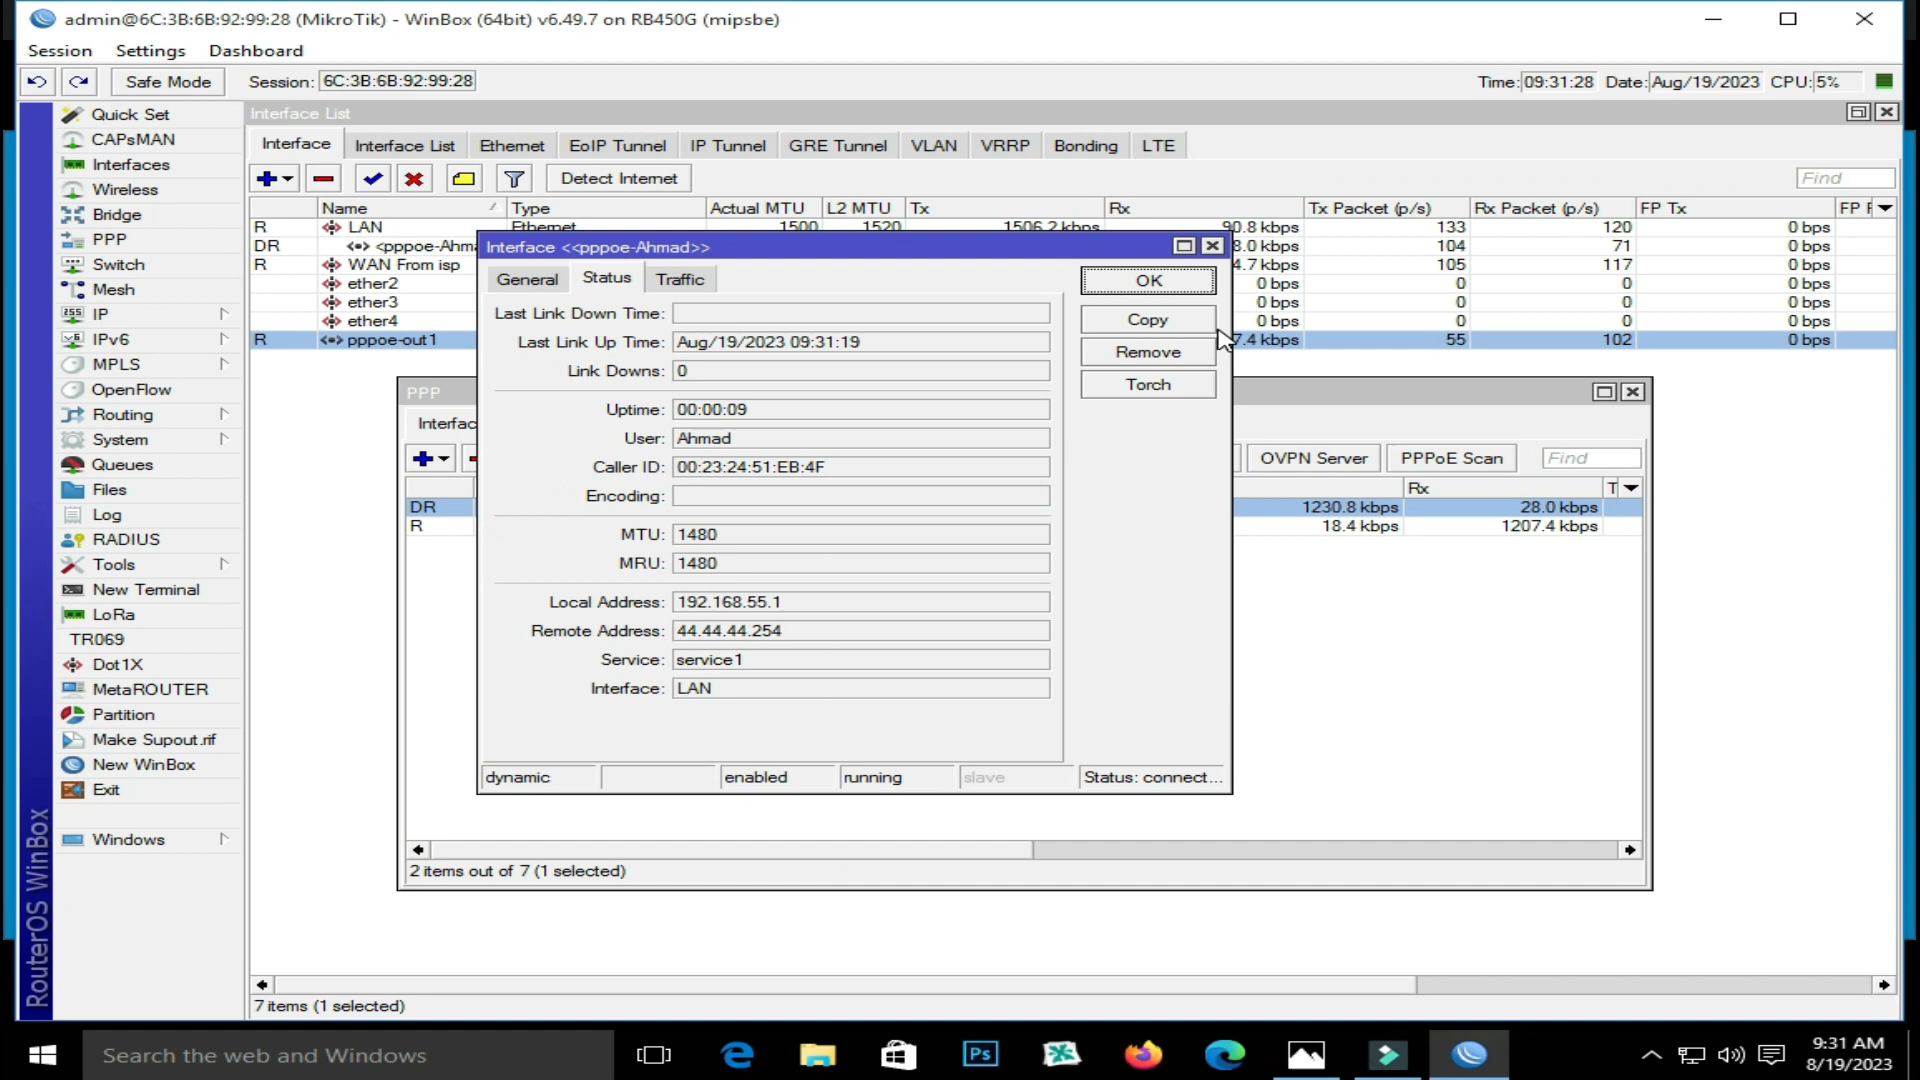 admin@6C:3B:6B:92:99:28 (MikroTik) - WinBox (64bit) v6.49.7 on RB450G (mipsbe)
Session Settings Dashboard
Safe Mode Session: 6C:3B:6B:92:99:28 Time: 09:31:28 Date: Aug/19/2023 CPU: 5%
Quick Set
CAPsMAN
Interfaces
Wireless
Bridge
PPP
Switch
Mesh
IP
IPv6
MPLS
OpenFlow
Routing
System
Queues
Files
Log
RADIUS
Tools
New Terminal
LoRa
TR069
Dot1X
MetaROUTER
Partition
Make Supout.rif
New WinBox
Exit
Windows
RouterOS WinBox
Interface List
Interface Interface List Ethernet EoIP Tunnel IP Tunnel GRE Tunnel VLAN VRRP Bonding LTE
Detect Internet Find
Name Type Actual MTU L2 MTU Tx Rx Tx Packet (p/s) Rx Packet (p/s) FP Tx FP
R LAN Ethernet 1500 1520 1506.2 kbps 90.8 kbps 133 120 0 bps
DR <pppoe-Ahma 8.0 kbps 104 71 0 bps
R WAN From isp 4.7 kbps 105 117 0 bps
ether2 0 bps 0 0 0 bps
ether3 0 bps 0 0 0 bps
ether4 0 bps 0 0 0 bps
R pppoe-out1 7.4 kbps 55 102 0 bps
PPP
Interfac
OVPN Server PPPoE Scan Find
Rx T
DR 1230.8 kbps 28.0 kbps
R 18.4 kbps 1207.4 kbps
2 items out of 7 (1 selected)
Interface <<pppoe-Ahmad>>
General Status Traffic
OK
Copy
Remove
Torch
Last Link Down Time:
Last Link Up Time: Aug/19/2023 09:31:19
Link Downs: 0
Uptime: 00:00:09
User: Ahmad
Caller ID: 00:23:24:51:EB:4F
Encoding:
MTU: 1480
MRU: 1480
Local Address: 192.168.55.1
Remote Address: 44.44.44.254
Service: service1
Interface: LAN
dynamic enabled running slave Status: connect...
7 items (1 selected)
Search the web and Windows
Ps
9:31 AM
8/19/2023